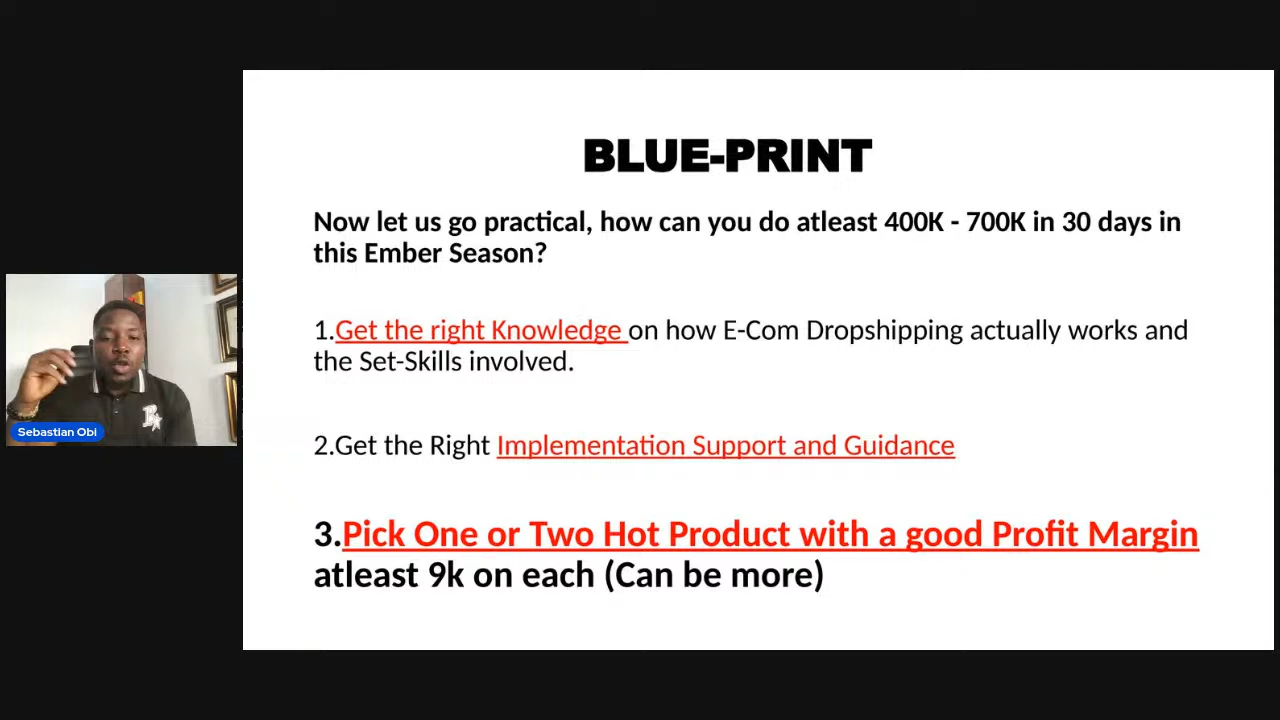 BLUE-PRINT
Now let us go practical, how can you do atleast 400K - 700K in 30 days in
this Ember Season?
1.Get the right Knowledge on how E-Com Dropshipping actually works and
the Set-Skills involved.
2.Get the Right Implementation Support and Guidance
3.Pick One or Two Hot Product with a good Profit Margin
atleast 9k on each (Can be more)
Sebastian Obi